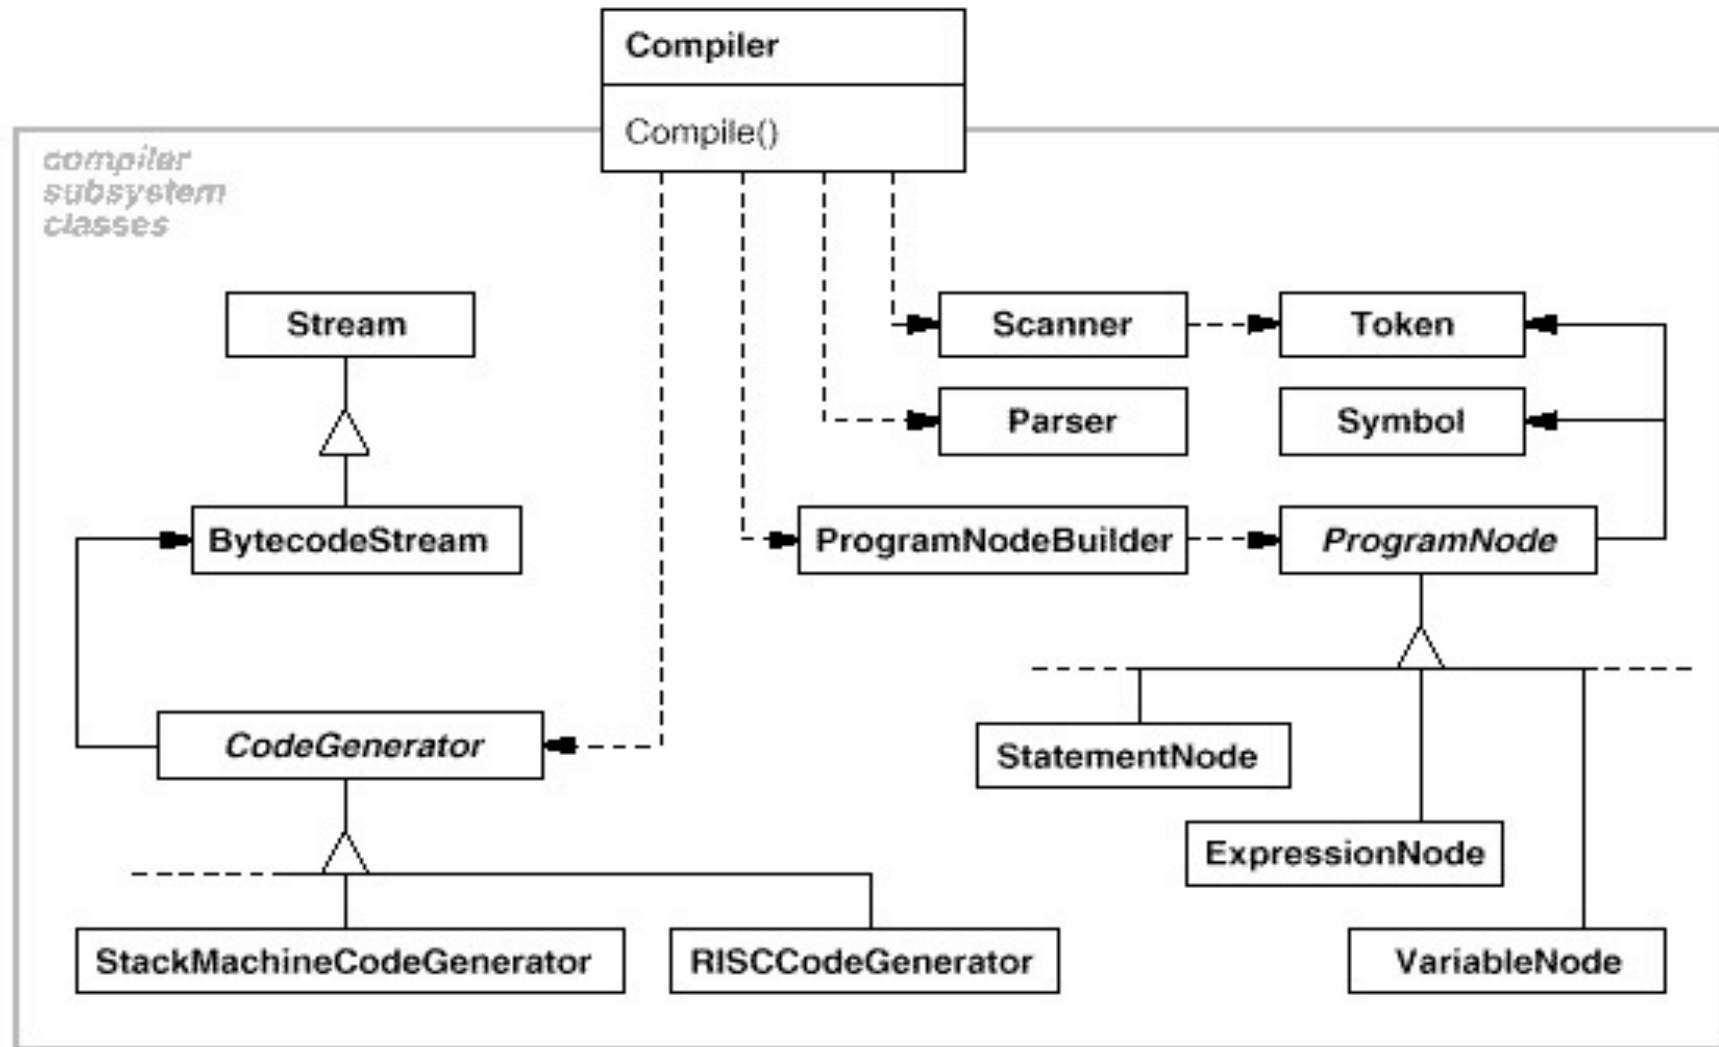 Compiler
Compile()
compiler
subsystem
classes
Stream
Scanner
Token
Parser
Symbol
BytecodeStream
ProgramNodeBuilder
ProgramNode
CodeGenerator
StatementNode
ExpressionNode
StackMachineCodeGenerator
RISCCodeGenerator
VariableNode